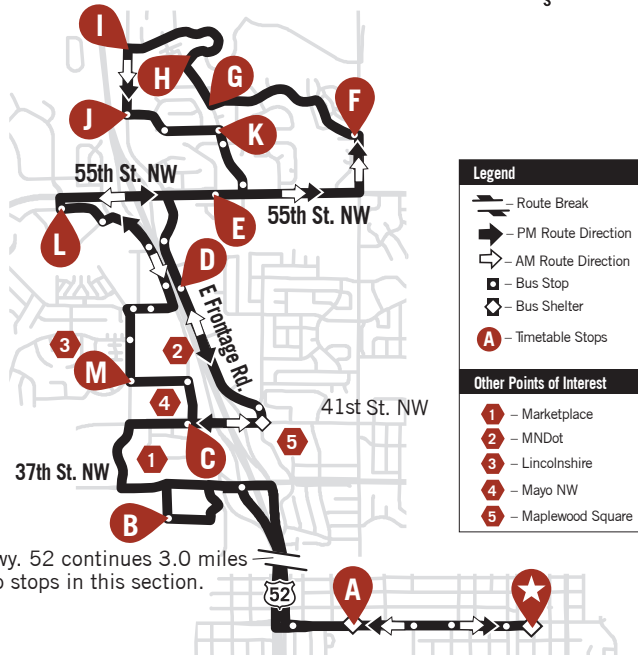 s
I
H
G
F
J
K
55th St. NW
55th St. NW
E
L
D
E Frontage Rd.
3
2
M
4
41st St. NW
5
C
1
37th St. NW
B
wy. 52 continues 3.0 miles
o stops in this section.
52
A
Legend
– Route Break
– PM Route Direction
– AM Route Direction
– Bus Stop
– Bus Shelter
A – Timetable Stops
Other Points of Interest
1 – Marketplace
2 – MNDot
3 – Lincolnshire
4 – Mayo NW
5 – Maplewood Square